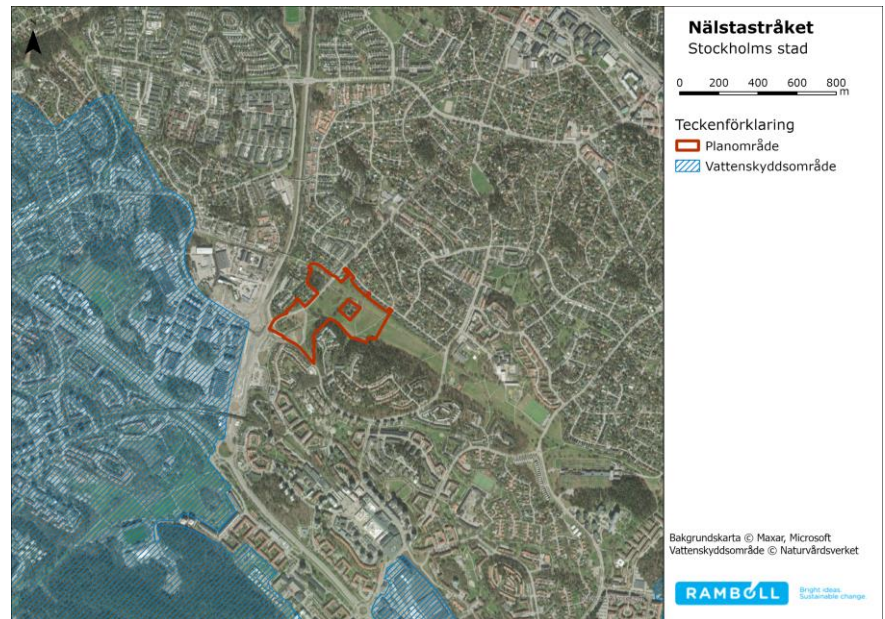 Nälstastråket
Stockholms stad
0 200 400 600 800
m
Teckenförklaring
Planområde
Vattenskyddsområde
Bakgrundskarta © Maxar, Microsoft
Vattenskyddsområde © Naturvårdsverket
RAMBOLL
Bright ideas.
Sustainable change.